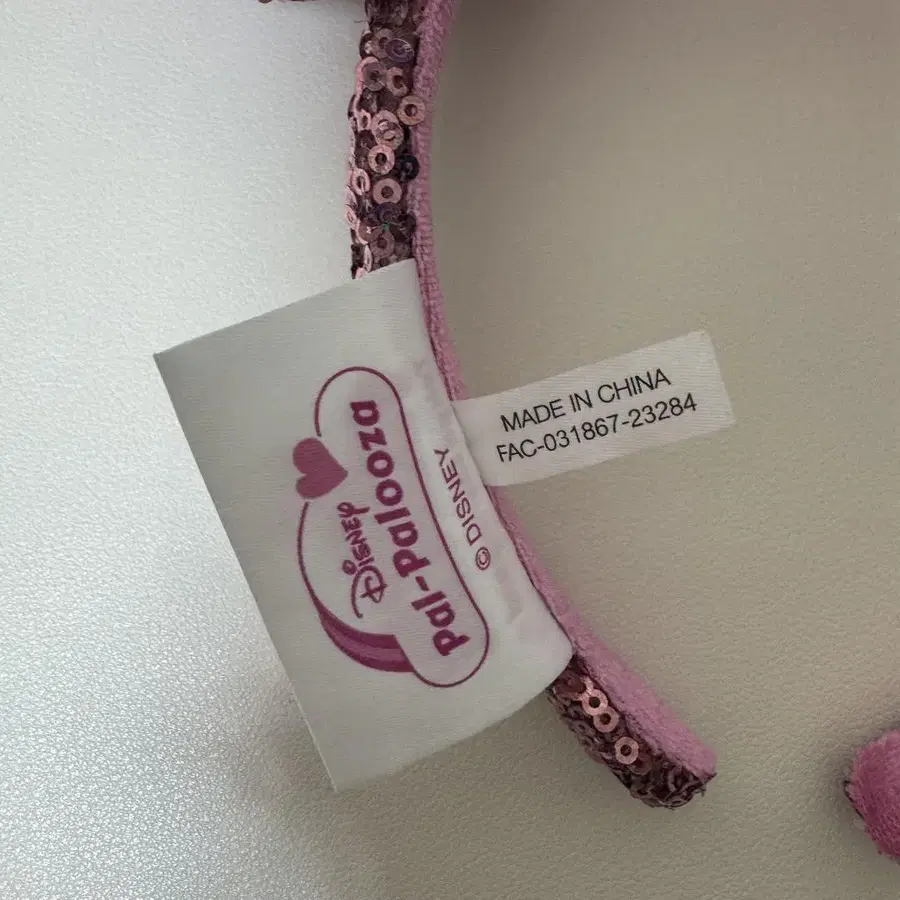 Disney
Pal-Palooza
© DISNEY
MADE IN CHINA
FAC-031867-23284